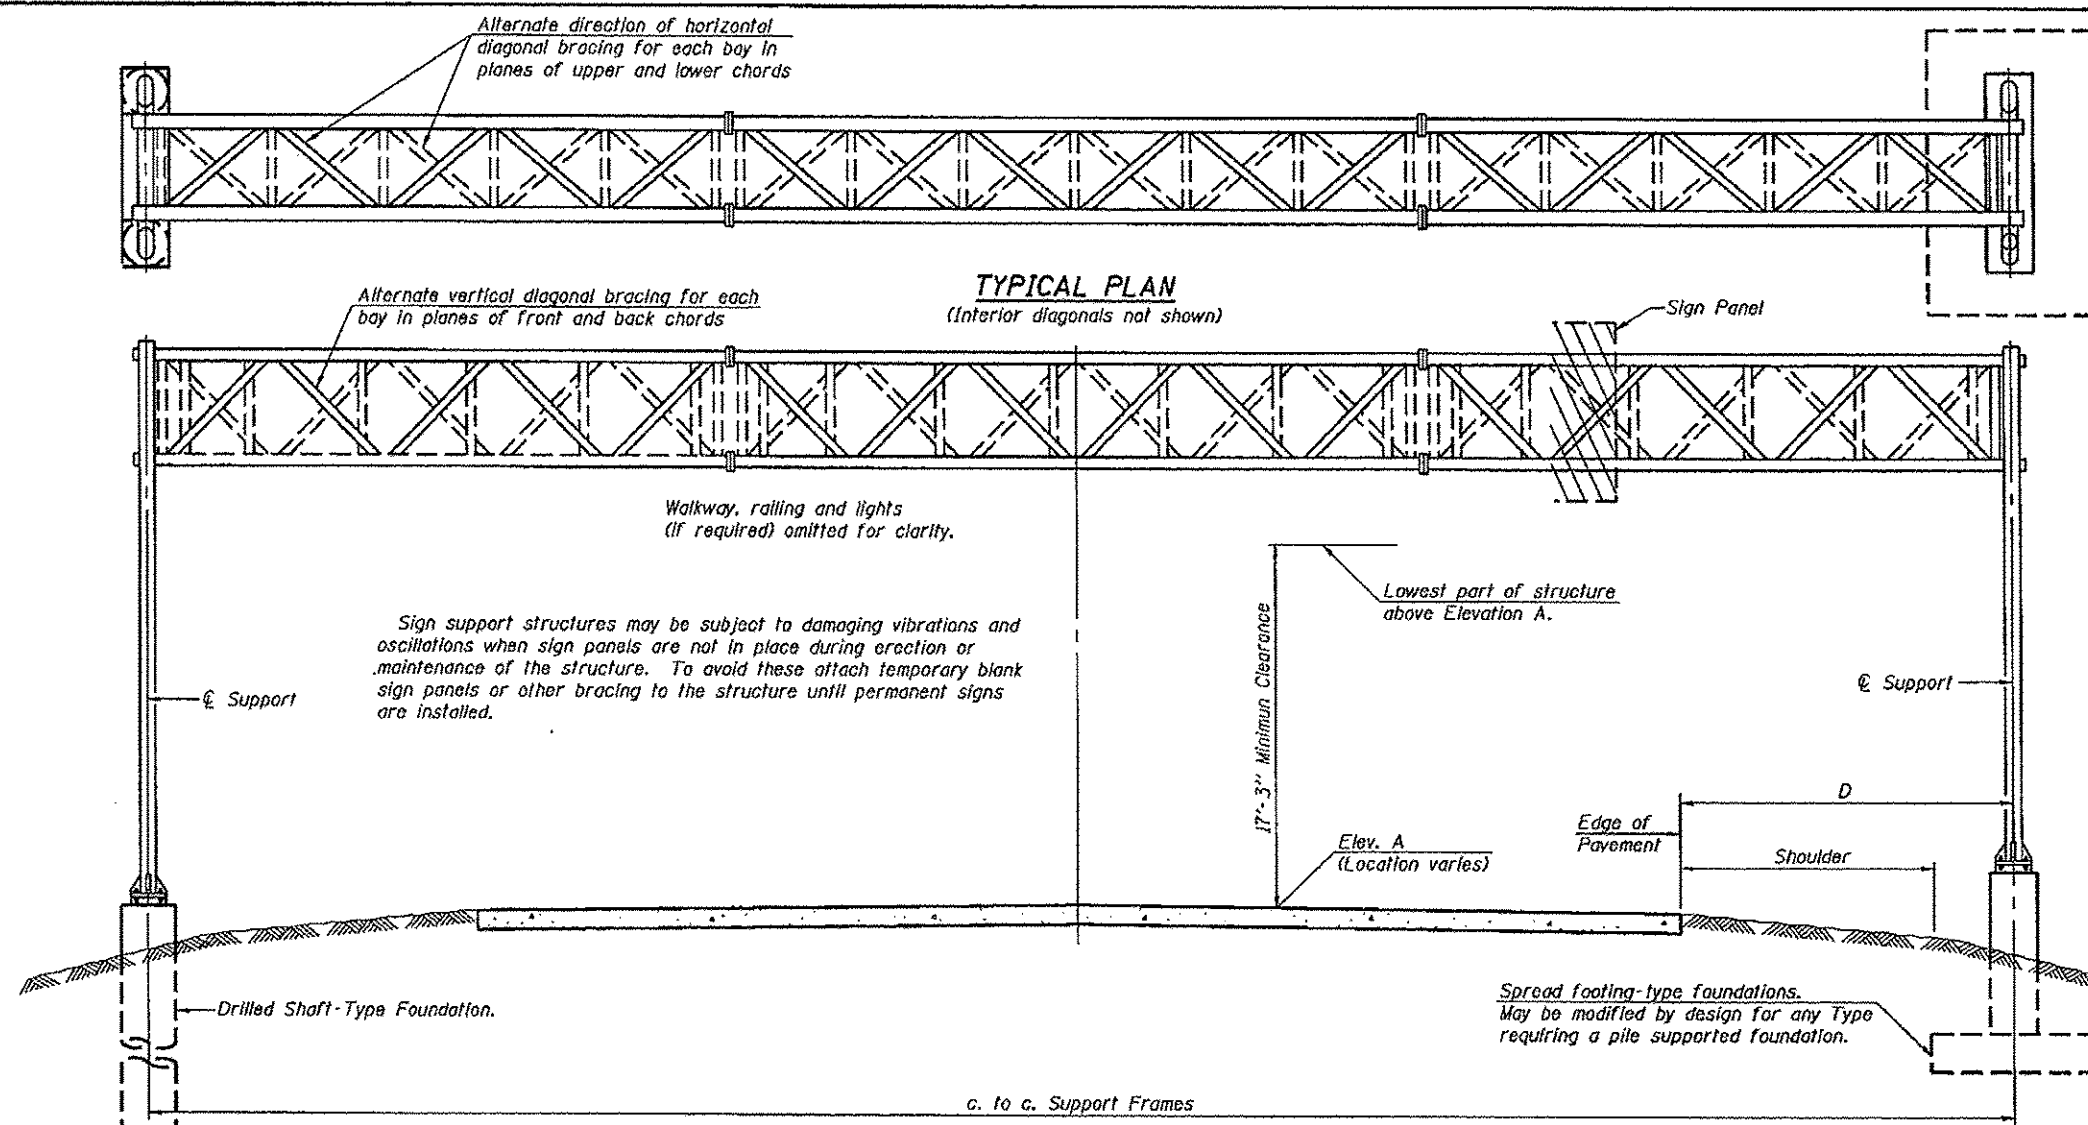 Alternate direction of horizontal
diagonal bracing for each bay in
planes of upper and lower chords
TYPICAL PLAN
(Interior diagonals not shown)
Alternate vertical diagonal bracing for each
bay in planes of front and back chords
Sign Panel
Walkway, railing and lights
(if required) omitted for clarity.
Lowest part of structure
above Elevation A.
Sign support structures may be subject to damaging vibrations and
oscillations when sign panels are not in place during erection or
maintenance of the structure. To avoid these attach temporary blank
sign panels or other bracing to the structure until permanent signs
are installed.
℄ Support
℄ Support
17'-3" Minimun Clearance
D
Edge of
Pavement
Shoulder
Elev. A
(Location varies)
Drilled Shaft-Type Foundation.
Spread footing-type foundations.
May be modified by design for any Type
requiring a pile supported foundation.
c. to c. Support Frames